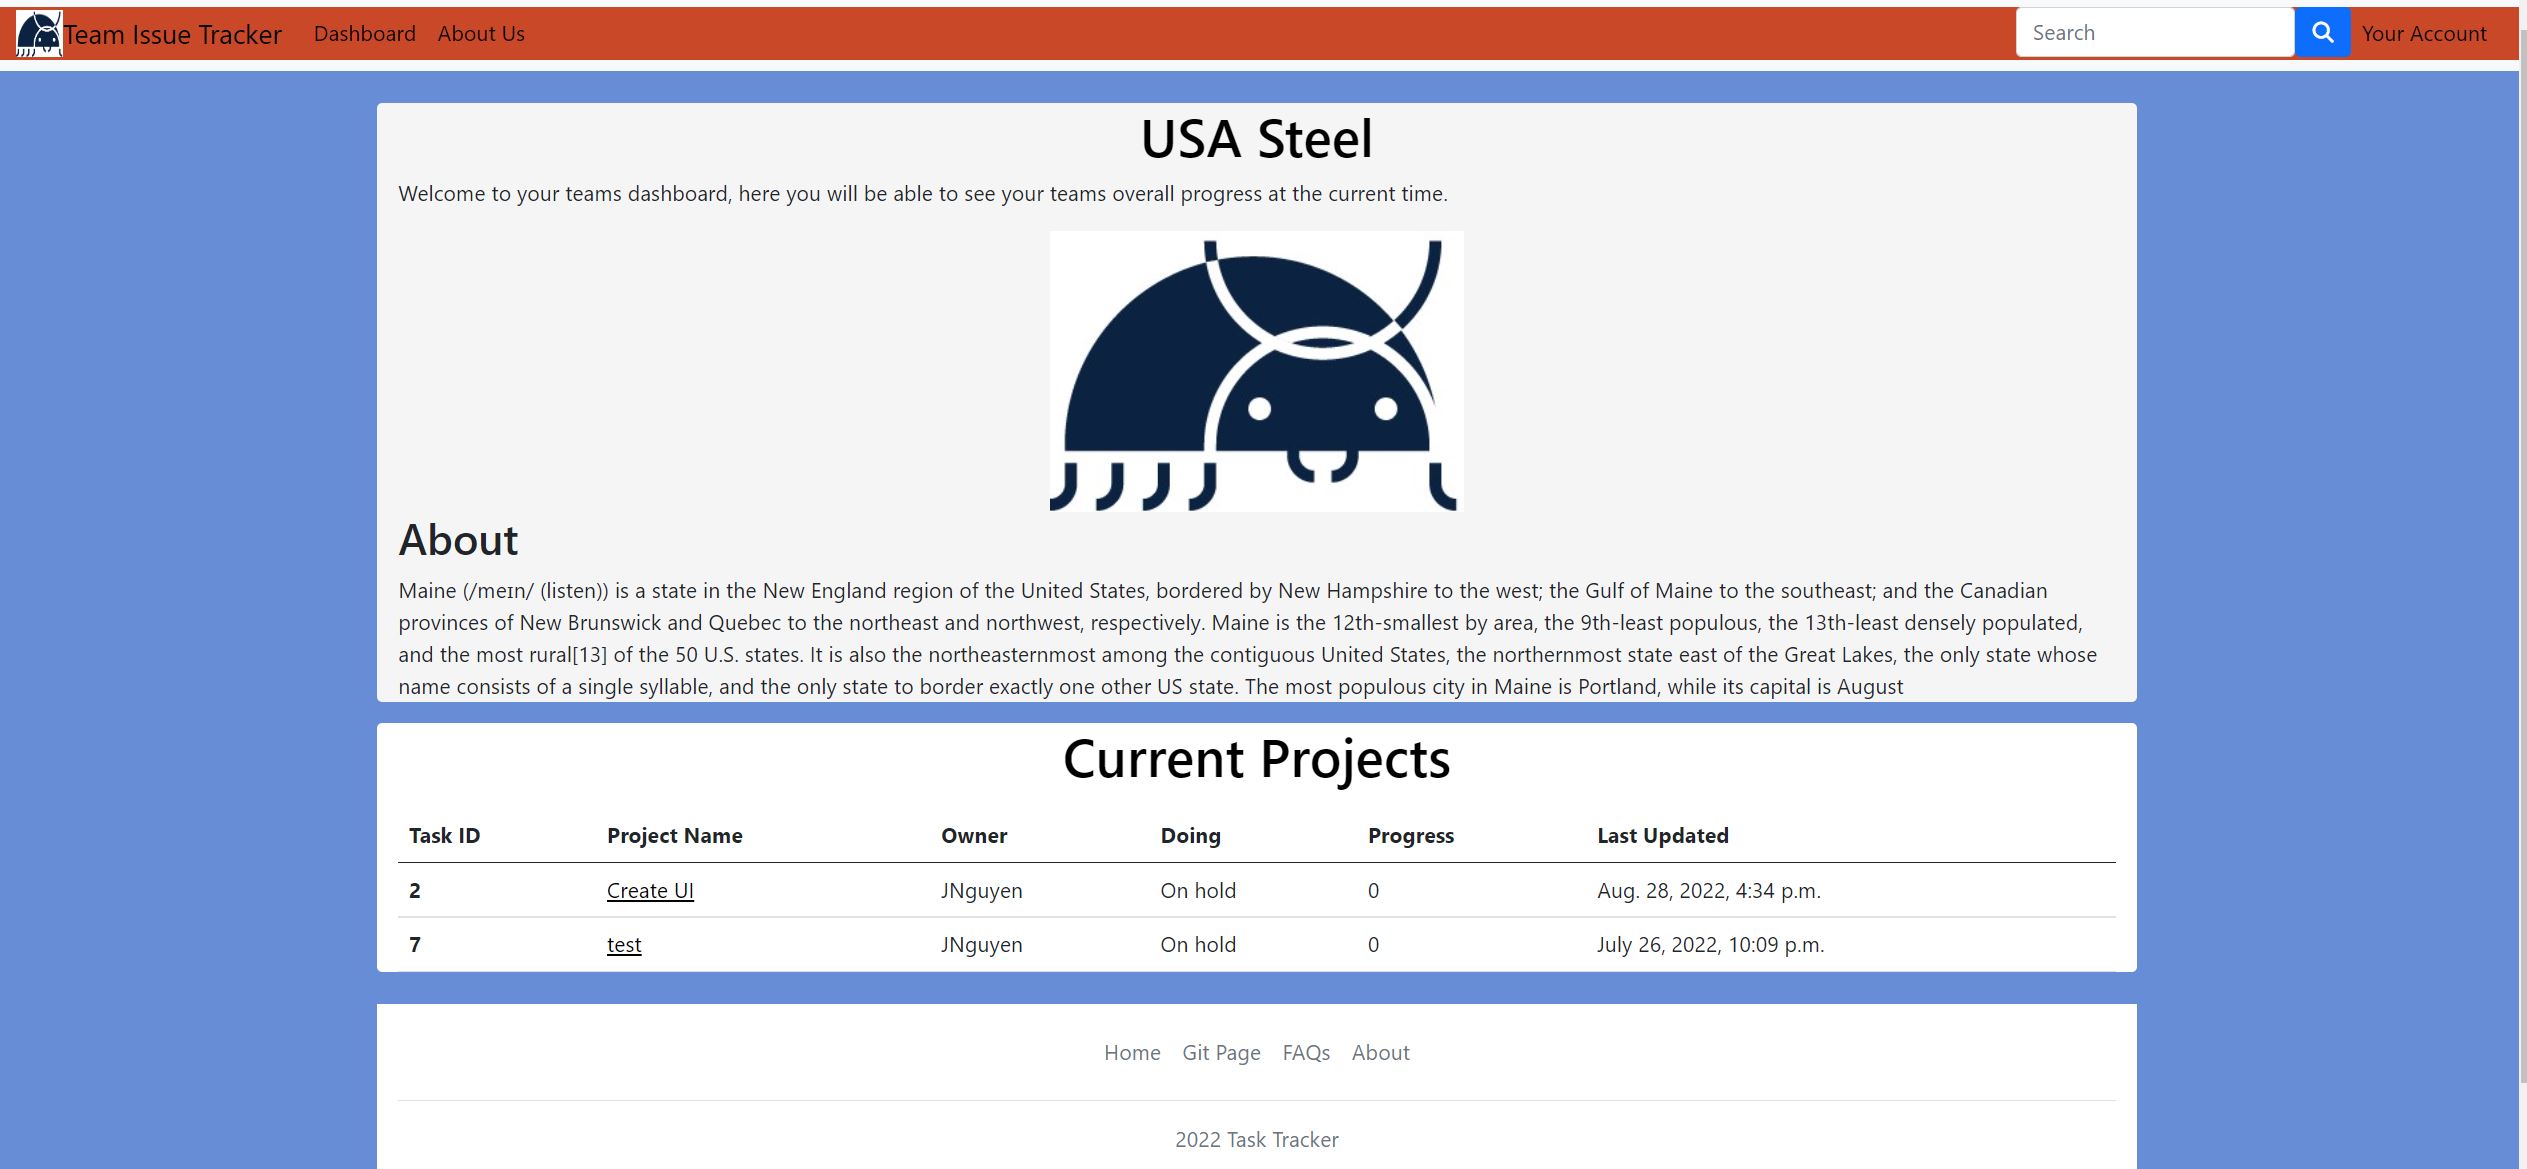 Team Issue Tracker Dashboard About Us Search Your Account
USA Steel
Welcome to your teams dashboard, here you will be able to see your teams overall progress at the current time.
About
Maine (/meɪn/ (listen)) is a state in the New England region of the United States, bordered by New Hampshire to the west; the Gulf of Maine to the southeast; and the Canadian
provinces of New Brunswick and Quebec to the northeast and northwest, respectively. Maine is the 12th-smallest by area, the 9th-least populous, the 13th-least densely populated,
and the most rural[13] of the 50 U.S. states. It is also the northeasternmost among the contiguous United States, the northernmost state east of the Great Lakes, the only state whose
name consists of a single syllable, and the only state to border exactly one other US state. The most populous city in Maine is Portland, while its capital is August
Current Projects
Task ID Project Name Owner Doing Progress Last Updated
2 Create UI JNguyen On hold 0 Aug. 28, 2022, 4:34 p.m.
7 test JNguyen On hold 0 July 26, 2022, 10:09 p.m.
Home Git Page FAQs About
2022 Task Tracker